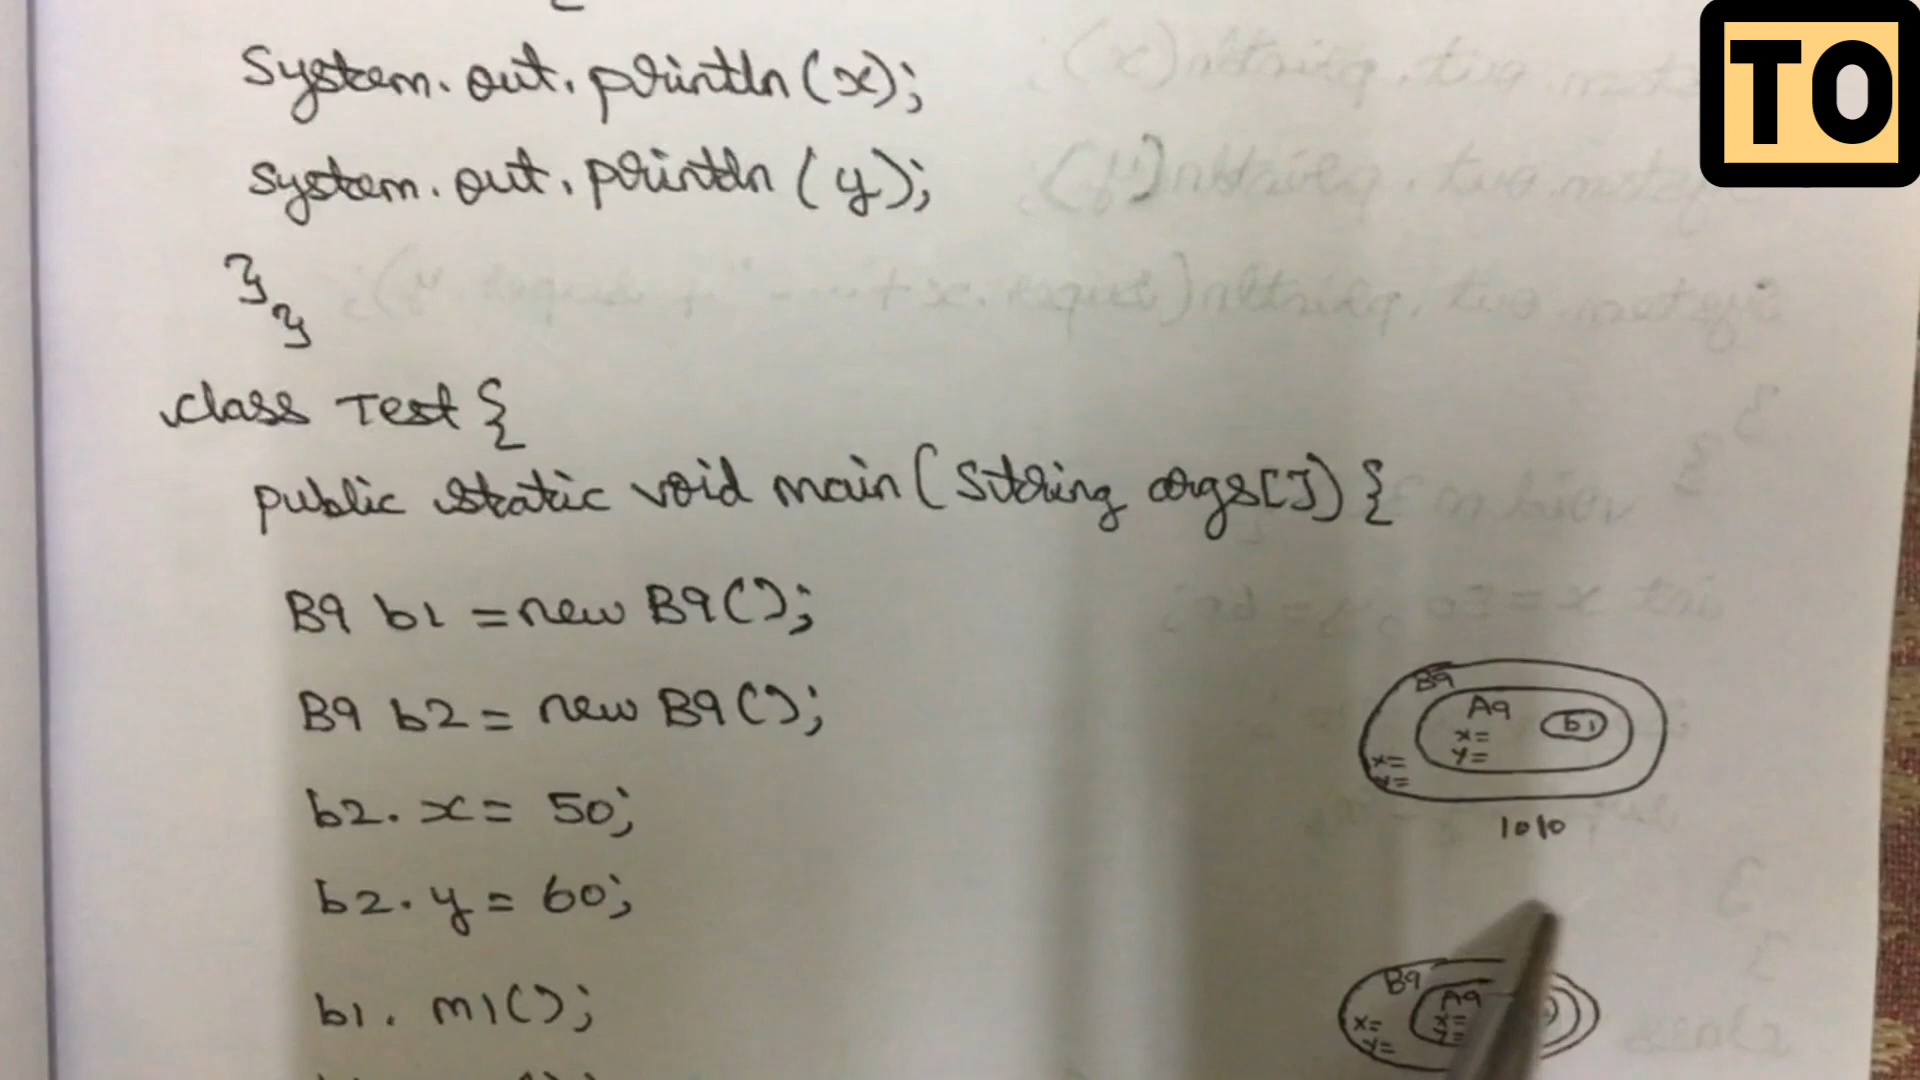 TO
System.out.println(x);
system.out.println(y);
}
}
class Test{
public static void main(String args[]){
B9 b1 = new B9();
B9 b2 = new B9();
b2.x = 50;
b2.y = 60;
b1.m1();
B9
A9
b1
x=
y=
x=
y=
1010
B9
A9
x=
y=
x=
y=